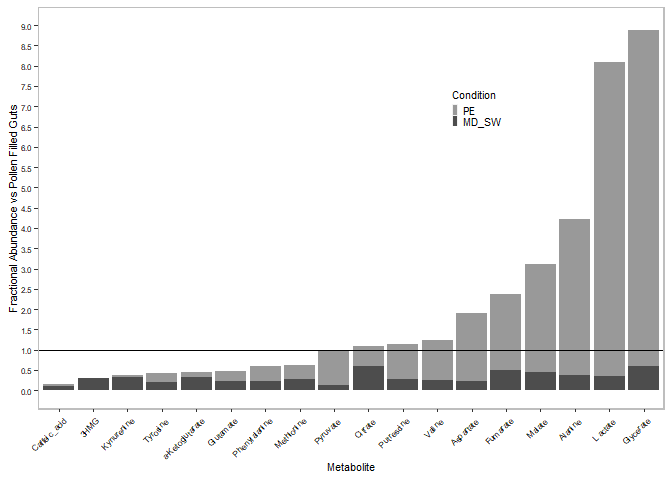 Fractional Abundance vs Pollen Filled Guts
9.0
8.5
8.0
7.5
7.0
6.5
6.0
5.5
5.0
4.5
4.0
3.5
3.0
2.5
2.0
1.5
1.0
0.5
0.0
Condition
PE
MD_SW
3HMG
Kynurenine
Tyrosine
aKetoglutarate
Glutamate
Phenylalanine
Methionine
Pyruvate
Citrate
Putrescine
Valine
Aspartate
Fumarate
Malate
Alanine
Lactate
Glycerate
Metabolite